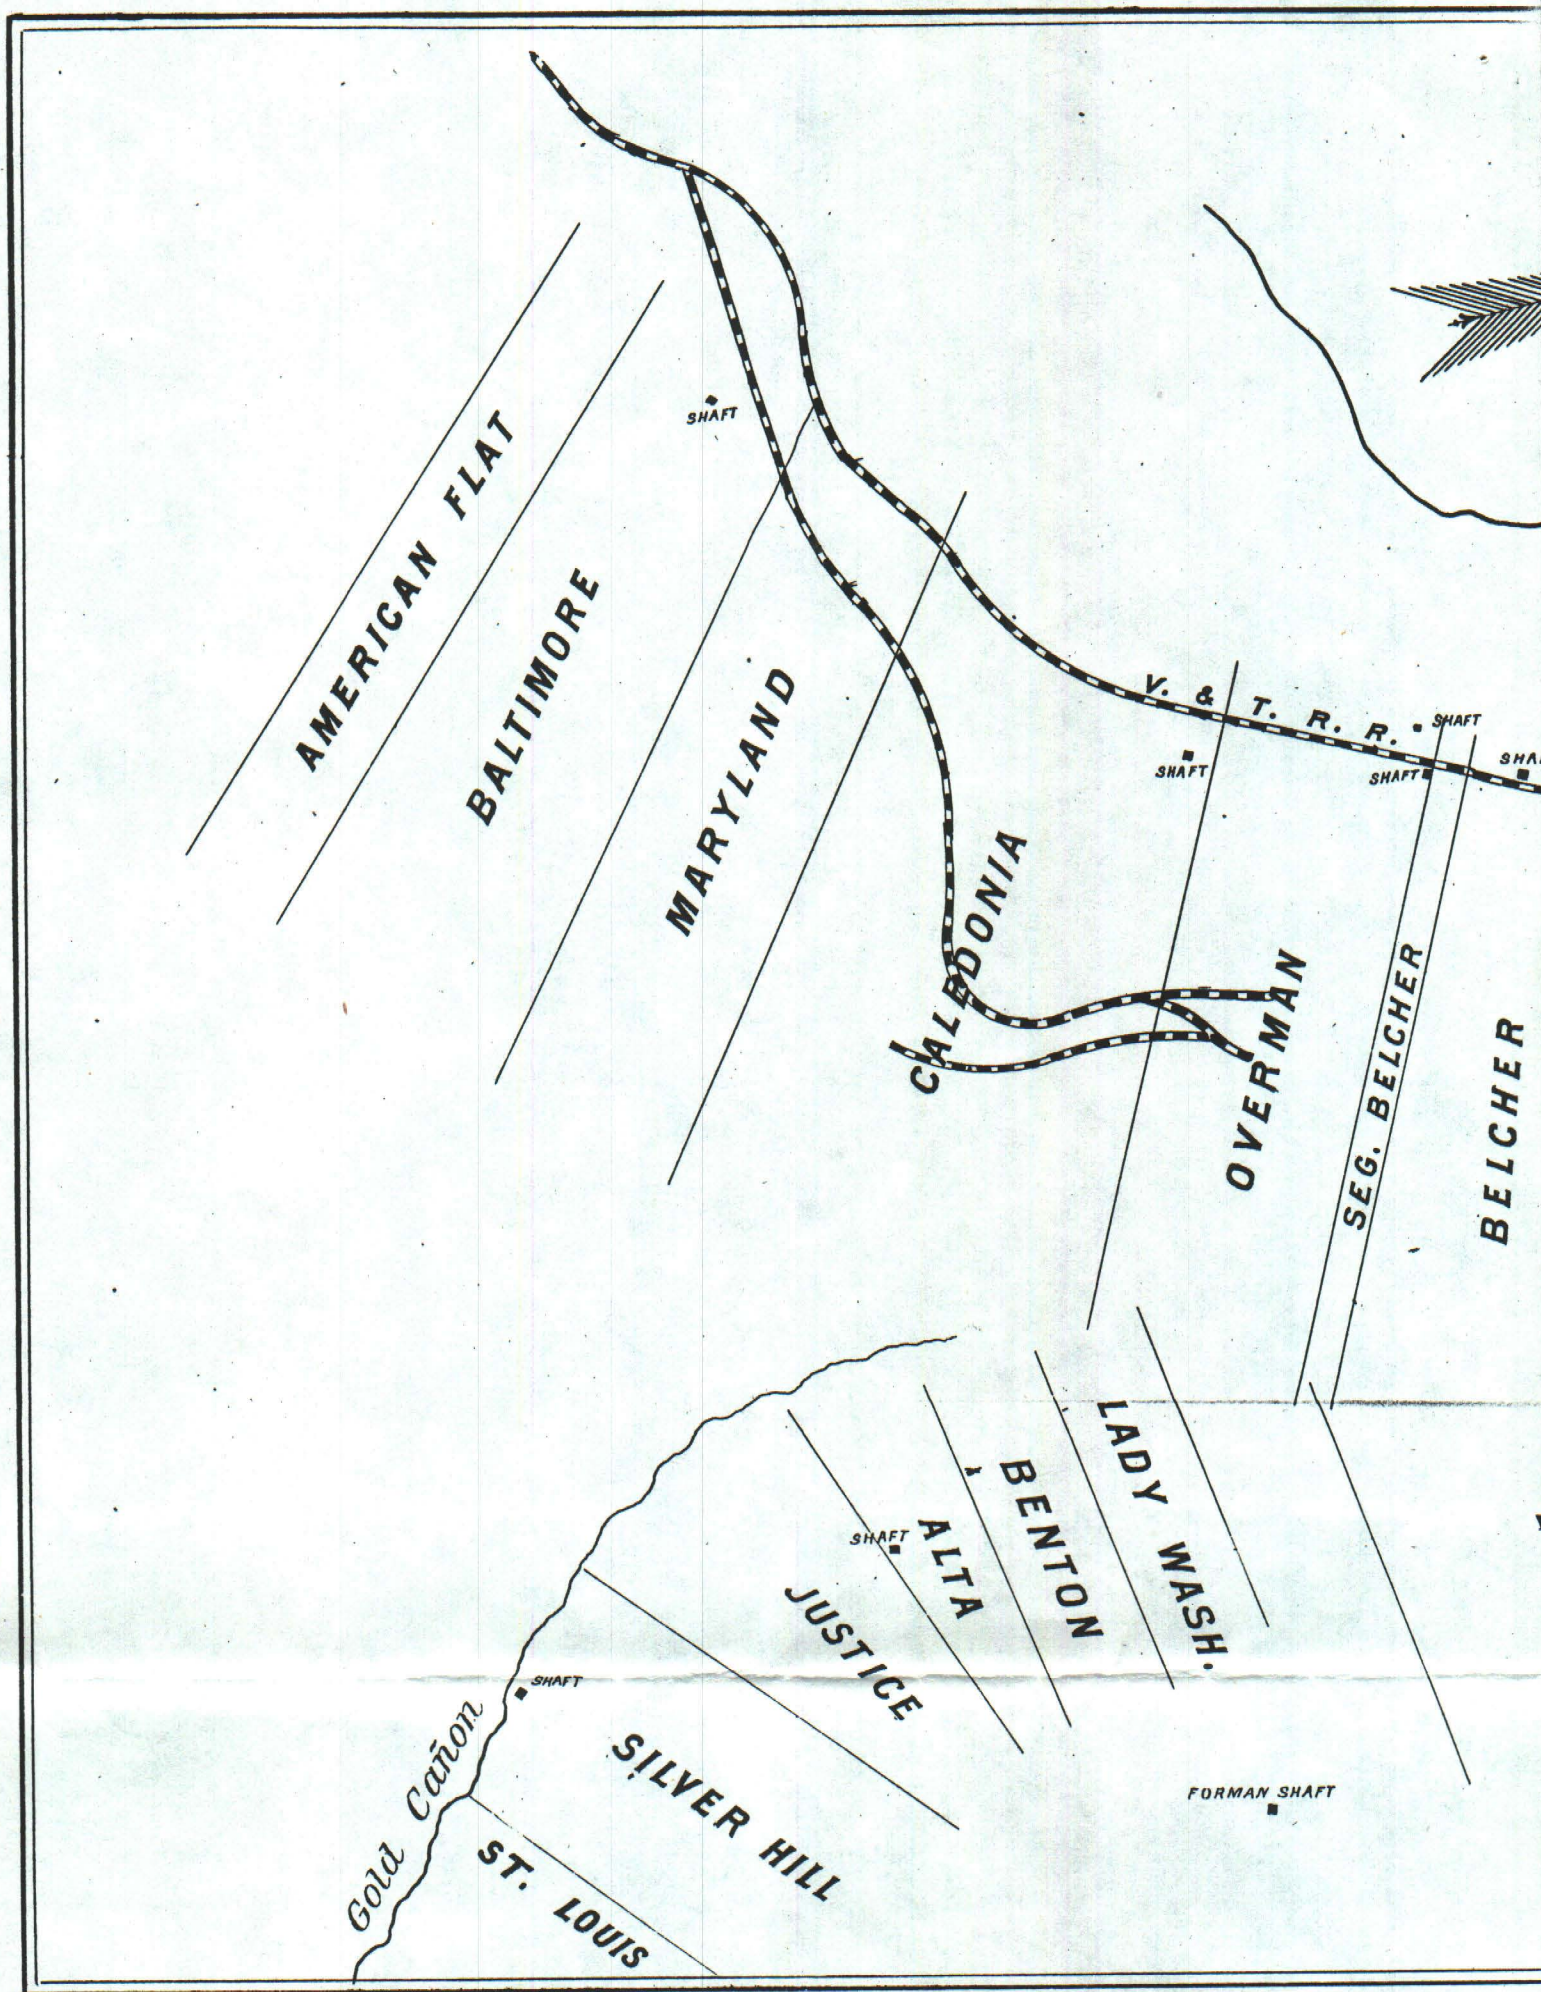 SHAFT
AMERICAN FLAT
BALTIMORE
MARYLAND
V. & T. R. R.
SHAFT
SHAFT
SHAFT
CALEDONIA
OVERMAN
SEG. BELCHER
BELCHER
LADY WASH.
BENTON
ALTA
SHAFT
JUSTICE
SHAFT
SILVER HILL
FORMAN SHAFT
Gold Cañon
ST. LOUIS